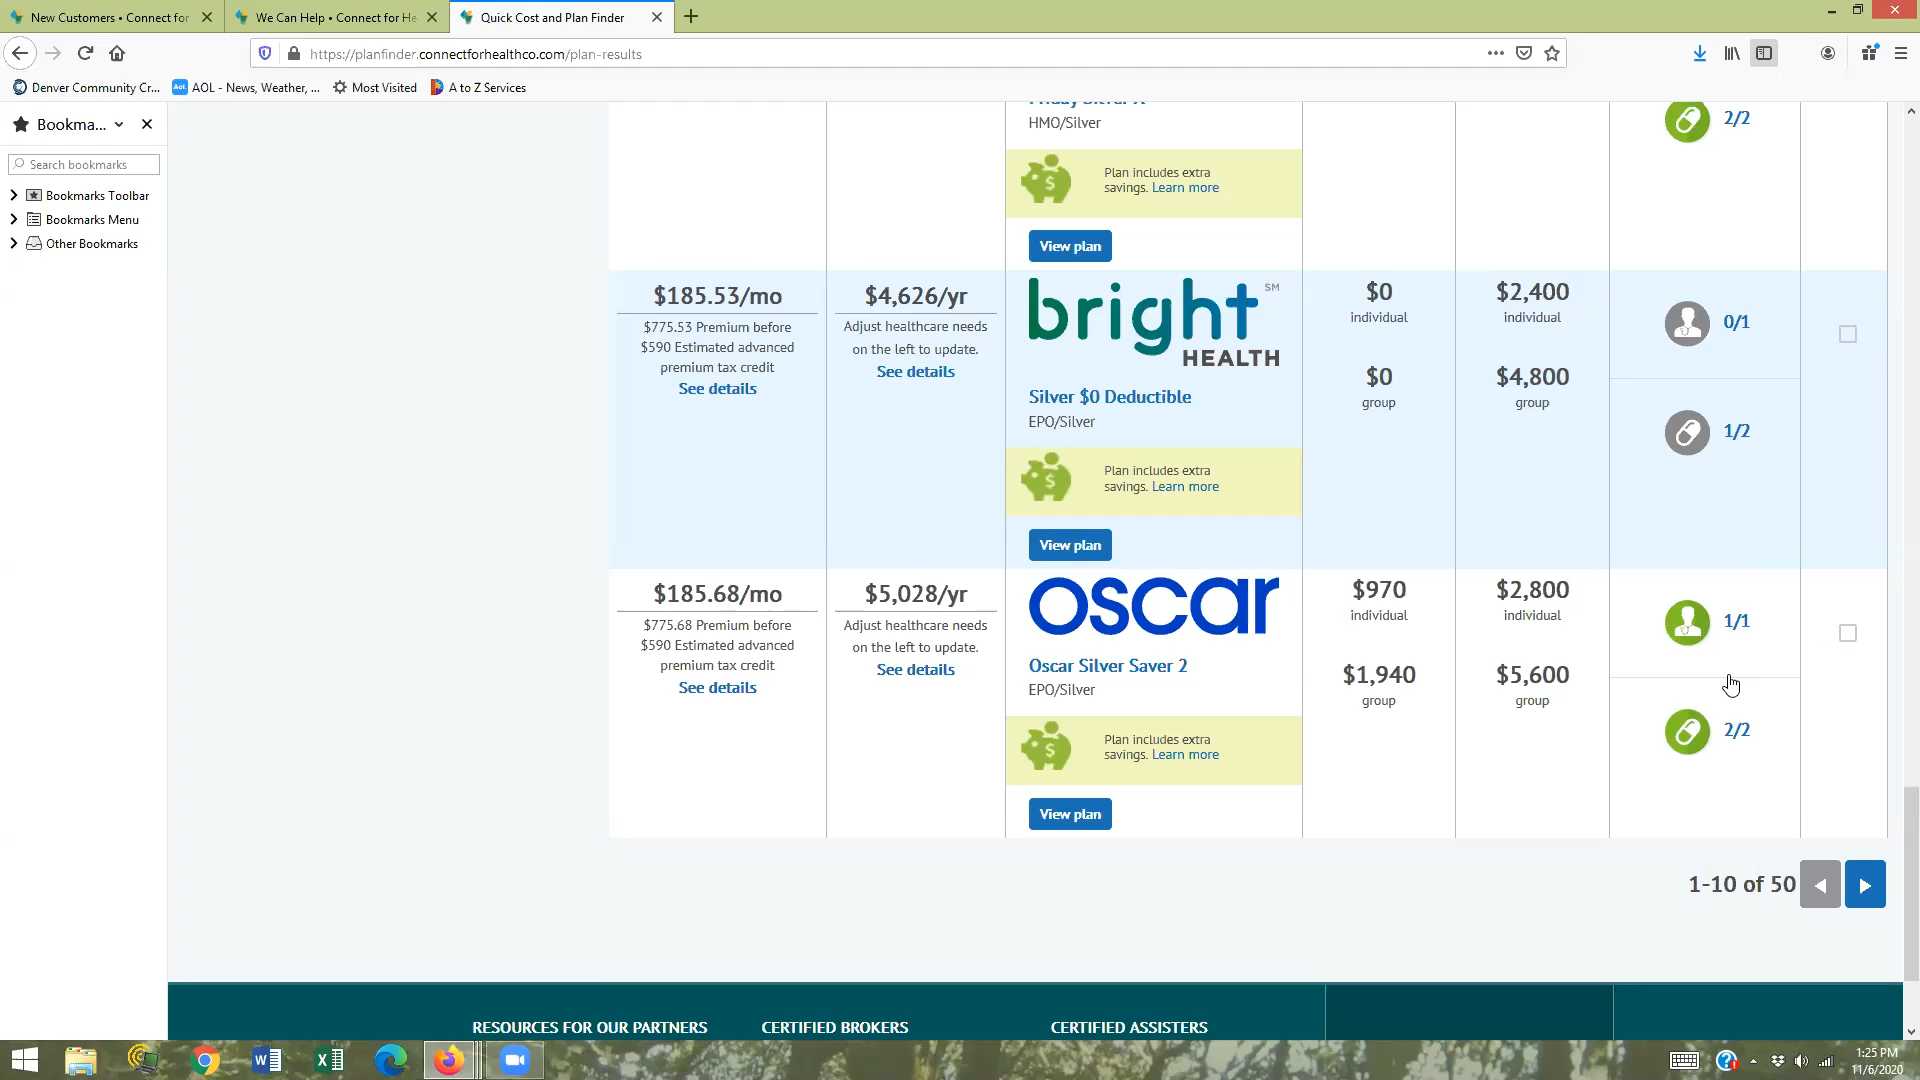 New Customers • Connect for
We Can Help • Connect for He
Quick Cost and Plan Finder
https://planfinder.connectforhealthco.com/plan-results
Denver Community Cr...
AOL - News, Weather, ...
Most Visited
A to Z Services
Bookma...
Search bookmarks
Bookmarks Toolbar
Bookmarks Menu
Other Bookmarks
HMO/Silver
Plan includes extra
savings. Learn more
View plan
2/2
$185.53/mo
$775.53 Premium before
$590 Estimated advanced
premium tax credit
See details
$4,626/yr
Adjust healthcare needs
on the left to update.
See details
bright SM
HEALTH
Silver $0 Deductible
EPO/Silver
Plan includes extra
savings. Learn more
View plan
$0
individual
$0
group
$2,400
individual
$4,800
group
0/1
1/2
$185.68/mo
$775.68 Premium before
$590 Estimated advanced
premium tax credit
See details
$5,028/yr
Adjust healthcare needs
on the left to update.
See details
oscar
Oscar Silver Saver 2
EPO/Silver
Plan includes extra
savings. Learn more
View plan
$970
individual
$1,940
group
$2,800
individual
$5,600
group
1/1
2/2
1-10 of 50
RESOURCES FOR OUR PARTNERS
CERTIFIED BROKERS
CERTIFIED ASSISTERS
1:25 PM
11/6/2020